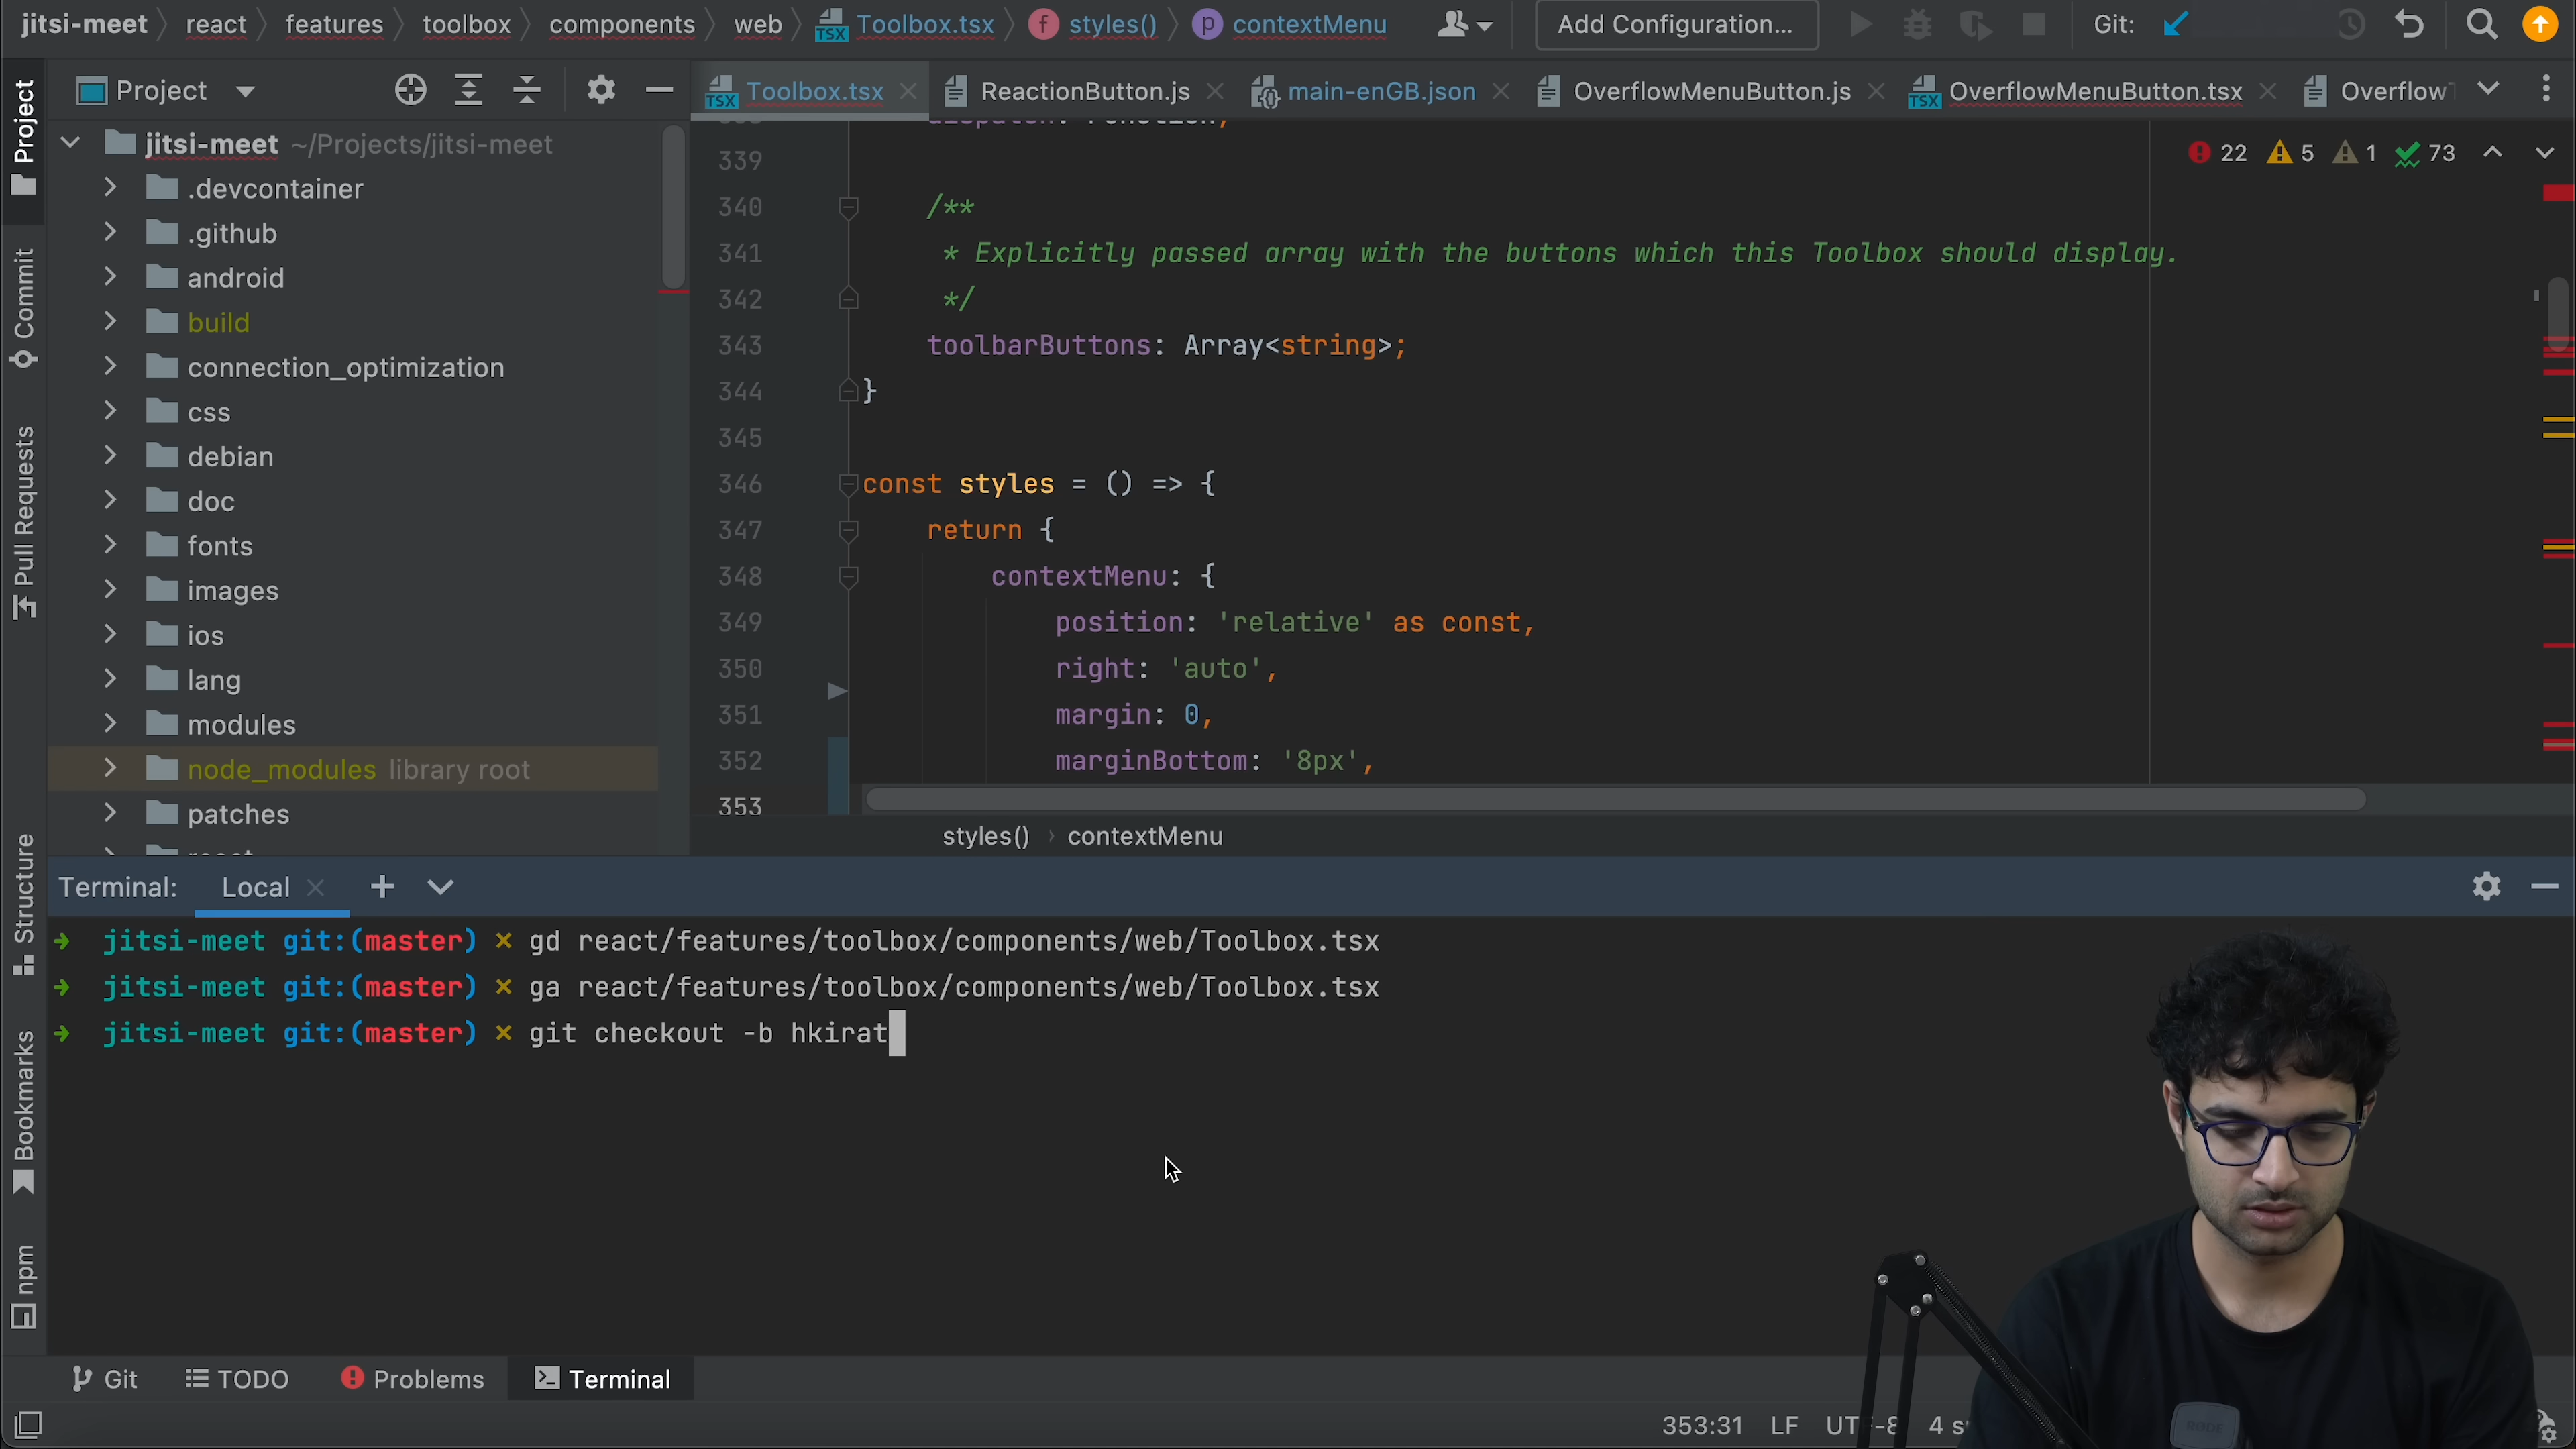 jitsi-meet react features toolbox components web Toolbox.tsx styles() contextMenu Add Configuration... Git:
Project
Toolbox.tsx ReactionButton.js main-enGB.json OverflowMenuButton.js OverflowMenuButton.tsx
jitsi-meet ~/Projects/jitsi-meet
.devcontainer
.github
android
build
connection_optimization
css
debian
doc
fonts
images
ios
lang
modules
node_modules library root
patches
22 5 1 73
339
340 /**
341 * Explicitly passed array with the buttons which this Toolbox should display.
342 */
343 toolbarButtons: Array<string>;
344 }
345
346 const styles = () => {
347 return {
348 contextMenu: {
349 position: 'relative' as const,
350 right: 'auto',
351 margin: 0,
352 marginBottom: '8px',
353
styles() › contextMenu
Project
Commit
Pull Requests
Structure
Bookmarks
npm
Terminal: Local
→ jitsi-meet git:(master) × gd react/features/toolbox/components/web/Toolbox.tsx
→ jitsi-meet git:(master) × ga react/features/toolbox/components/web/Toolbox.tsx
→ jitsi-meet git:(master) × git checkout -b hkirat
Git TODO Problems Terminal
353:31 LF UTF-8 4 s
RODE